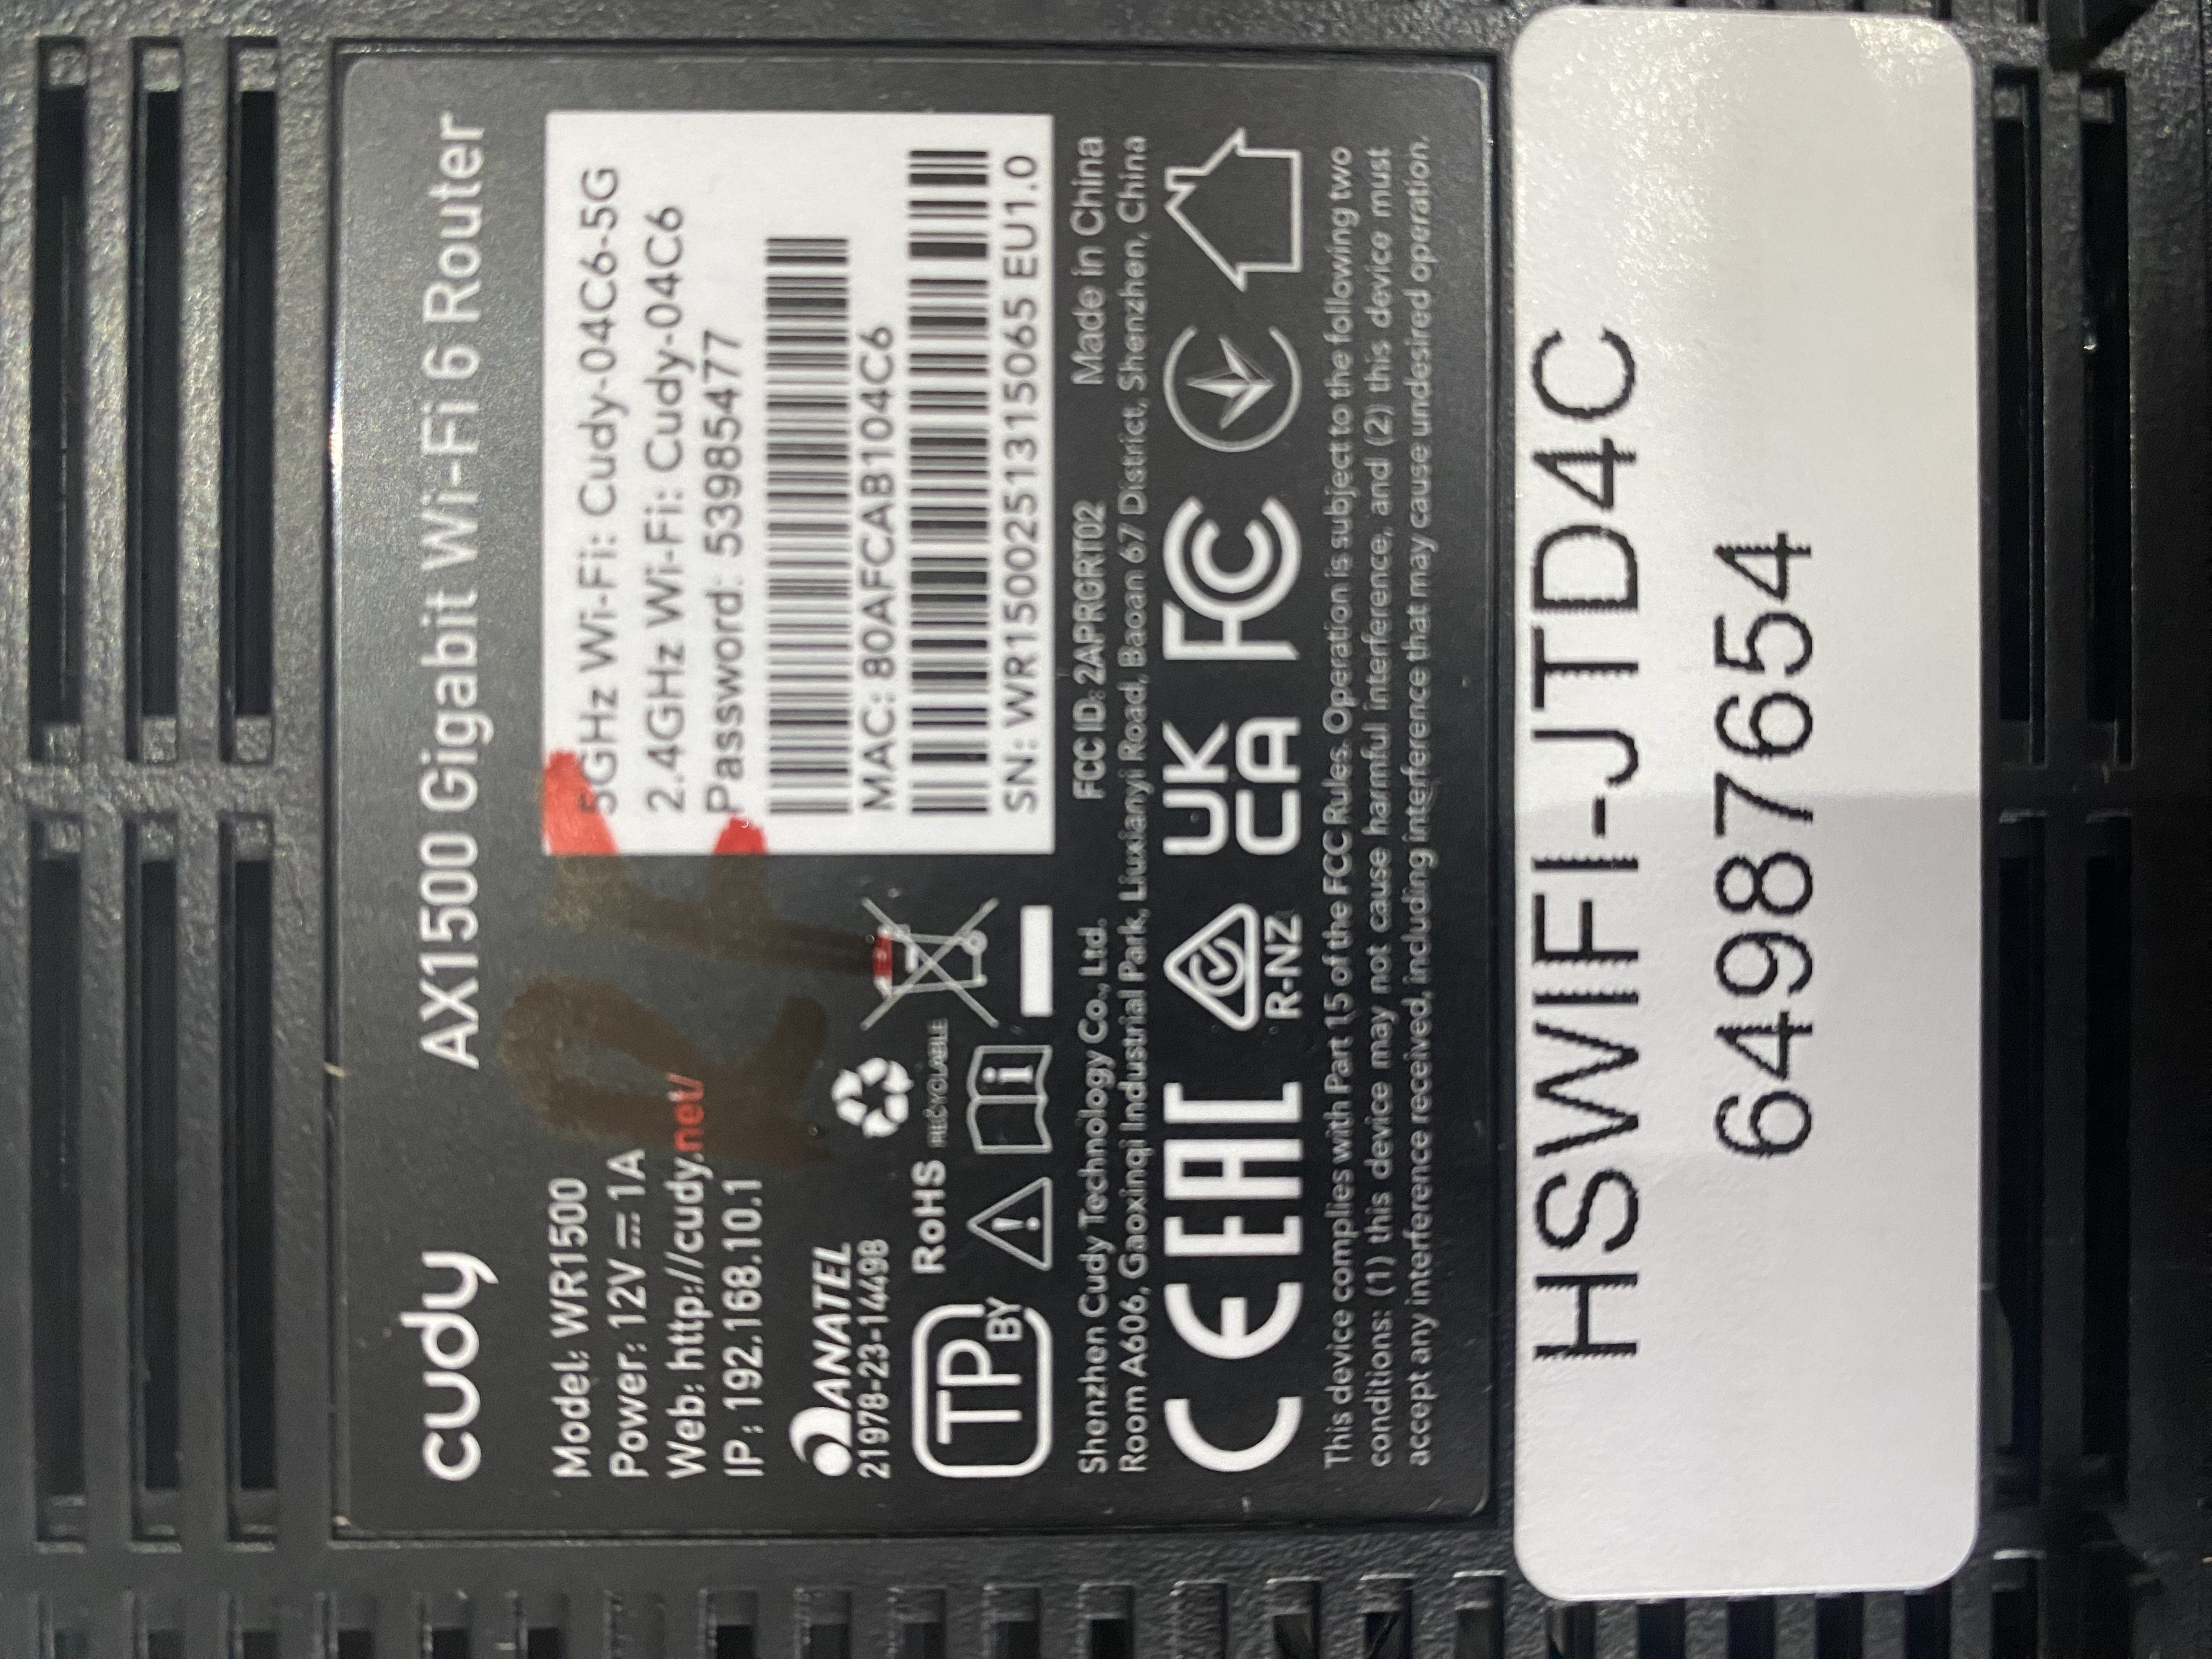 cudy
AX1500 Gigabit Wi-Fi 6 Router
Model: WR1500
Power: 12V ⎓ 1A
Web: http://cudy.net/
IP: 192.168.10.1
ANATEL
21978-23-14498
TP
BY
RoHS
RECYCLABLE
RF
5GHz Wi-Fi: Cudy-04C6-5G
2.4GHz Wi-Fi: Cudy-04C6
Password: 53985477
MAC: 80AFCAB104C6
SN: WR1500251315065 EU1.0
Shenzhen Cudy Technology Co., Ltd.
FCC ID: 2APRGRT02
Made in China
Room A606, Gaoxinqi Industrial Park, Liuxianyi Road, Baoan 67 District, Shenzhen, China
CE
EAC
R-NZ
UK
CA
FC
This device complies with Part 15 of the FCC Rules. Operation is subject to the following two
conditions: (1) this device may not cause harmful interference, and (2) this device must
accept any interference received, including interference that may cause undesired operation.
HSWIFI-JTD4C
64987654